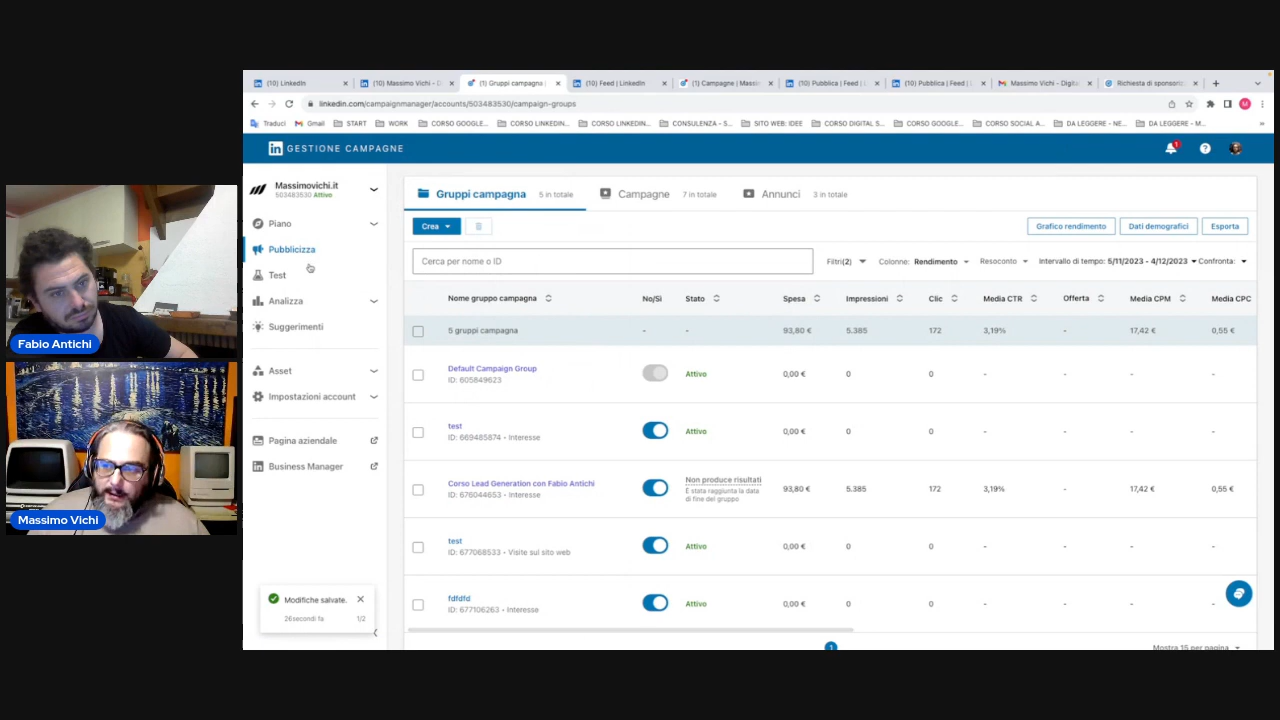 (10) LinkedIn
(10) Massimo Vichi - D
(1) Gruppi campagna
(10) Feed | LinkedIn
(1) Campagne | Massim
(10) Pubblica | Feed |
(10) Pubblica | Feed |
Massimo Vichi - Digita
Richiesta di sponsoriz
linkedin.com/campaignmanager/accounts/503483530/campaign-groups
Traduci
Gmail
START
WORK
CORSO GOOGLE...
CORSO LINKEDIN...
CORSO LINKEDIN...
CONSULENZA - S...
SITO WEB: IDEE
CORSO DIGITAL S...
CORSO GOOGLE...
CORSO SOCIAL A...
DA LEGGERE - NE...
DA LEGGERE - M...
in GESTIONE CAMPAGNE
1
Massimovichi.it
503483530 Attivo
Piano
Pubblicizza
Test
Analizza
Suggerimenti
Asset
Impostazioni account
Pagina aziendale
Business Manager
Modifiche salvate.
26secondi fa
1/2
Gruppi campagna 5 in totale
Campagne 7 in totale
Annunci 3 in totale
Crea
Grafico rendimento
Dati demografici
Esporta
Cerca per nome o ID
Filtri(2)
Colonne: Rendimento
Resoconto
Intervallo di tempo: 5/11/2023 - 4/12/2023
Confronta:
Nome gruppo campagna No/Sì Stato Spesa Impressioni Clic Media CTR Offerta Media CPM Media CPC
5 gruppi campagna - - 93,80 € 5.385 172 3,19% - 17,42 € 0,55 €
Default Campaign Group Attivo 0,00 € 0 0 - - - -
ID: 605849623
test Attivo 0,00 € 0 0 - - - -
ID: 669485874 • Interesse
Corso Lead Generation con Fabio Antichi Non produce risultati 93,80 € 5.385 172 3,19% - 17,42 € 0,55 €
ID: 676044653 • Interesse È stata raggiunta la data
di fine del gruppo
test Attivo 0,00 € 0 0 - - - -
ID: 677068533 • Visite sul sito web
fdfdfd Attivo 0,00 € 0 0 - - - -
ID: 677106263 • Interesse
1
Mostra 15 per pagina
Fabio Antichi
Massimo Vichi